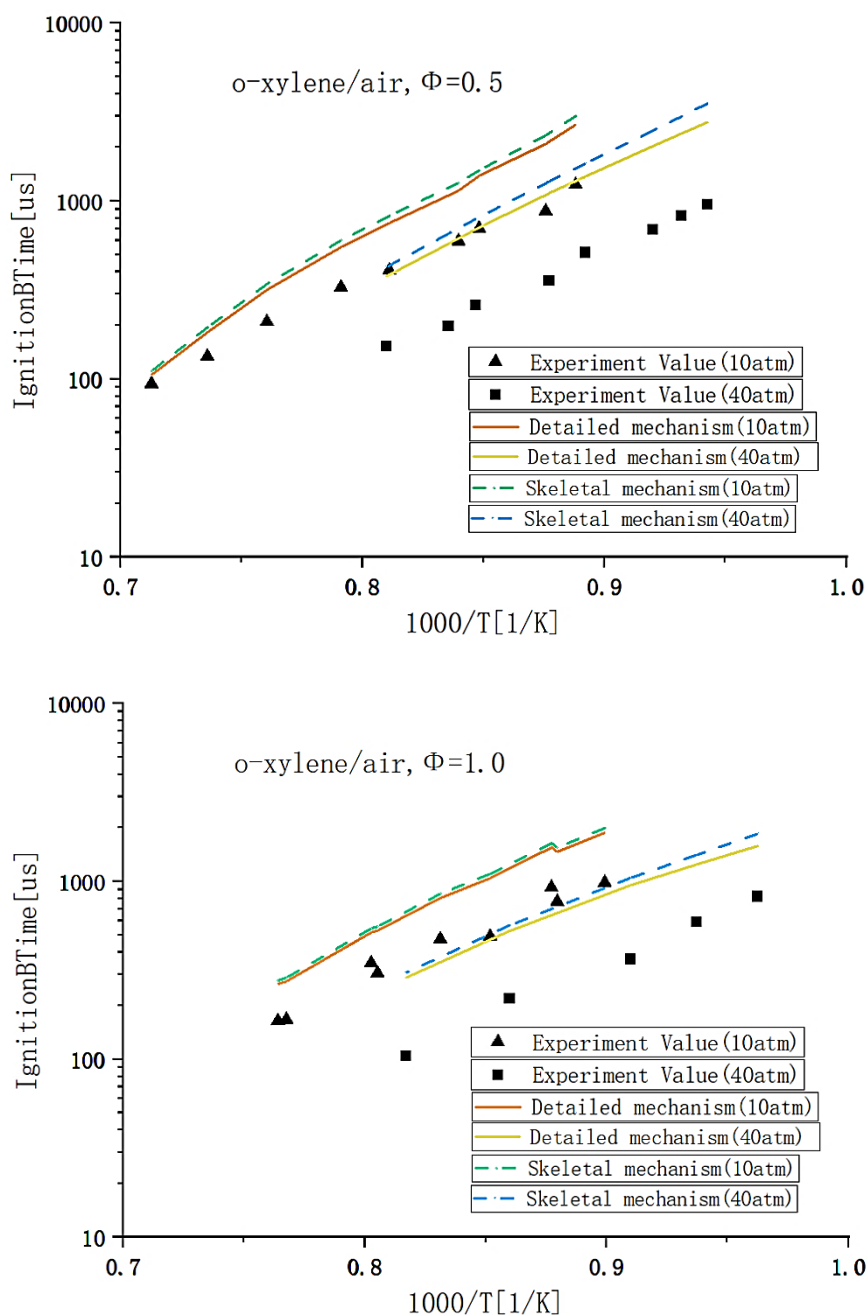 10000
o-xylene/air, Φ=0.5
1000
IgnitionBTime[us]
▲ Experiment Value(10atm)
■ Experiment Value(40atm)
100
Detailed mechanism(10atm)
Detailed mechanism(40atm)
Skeletal mechanism(10atm)
Skeletal mechanism(40atm)
10
0.7 0.8 0.9 1.0
1000/T[1/K]
10000
o-xylene/air, Φ=1.0
1000
IgnitionBTime[us]
100
▲ Experiment Value(10atm)
■ Experiment Value(40atm)
Detailed mechanism(10atm)
Detailed mechanism(40atm)
Skeletal mechanism(10atm)
Skeletal mechanism(40atm)
10
0.7 0.8 0.9 1.0
1000/T[1/K]